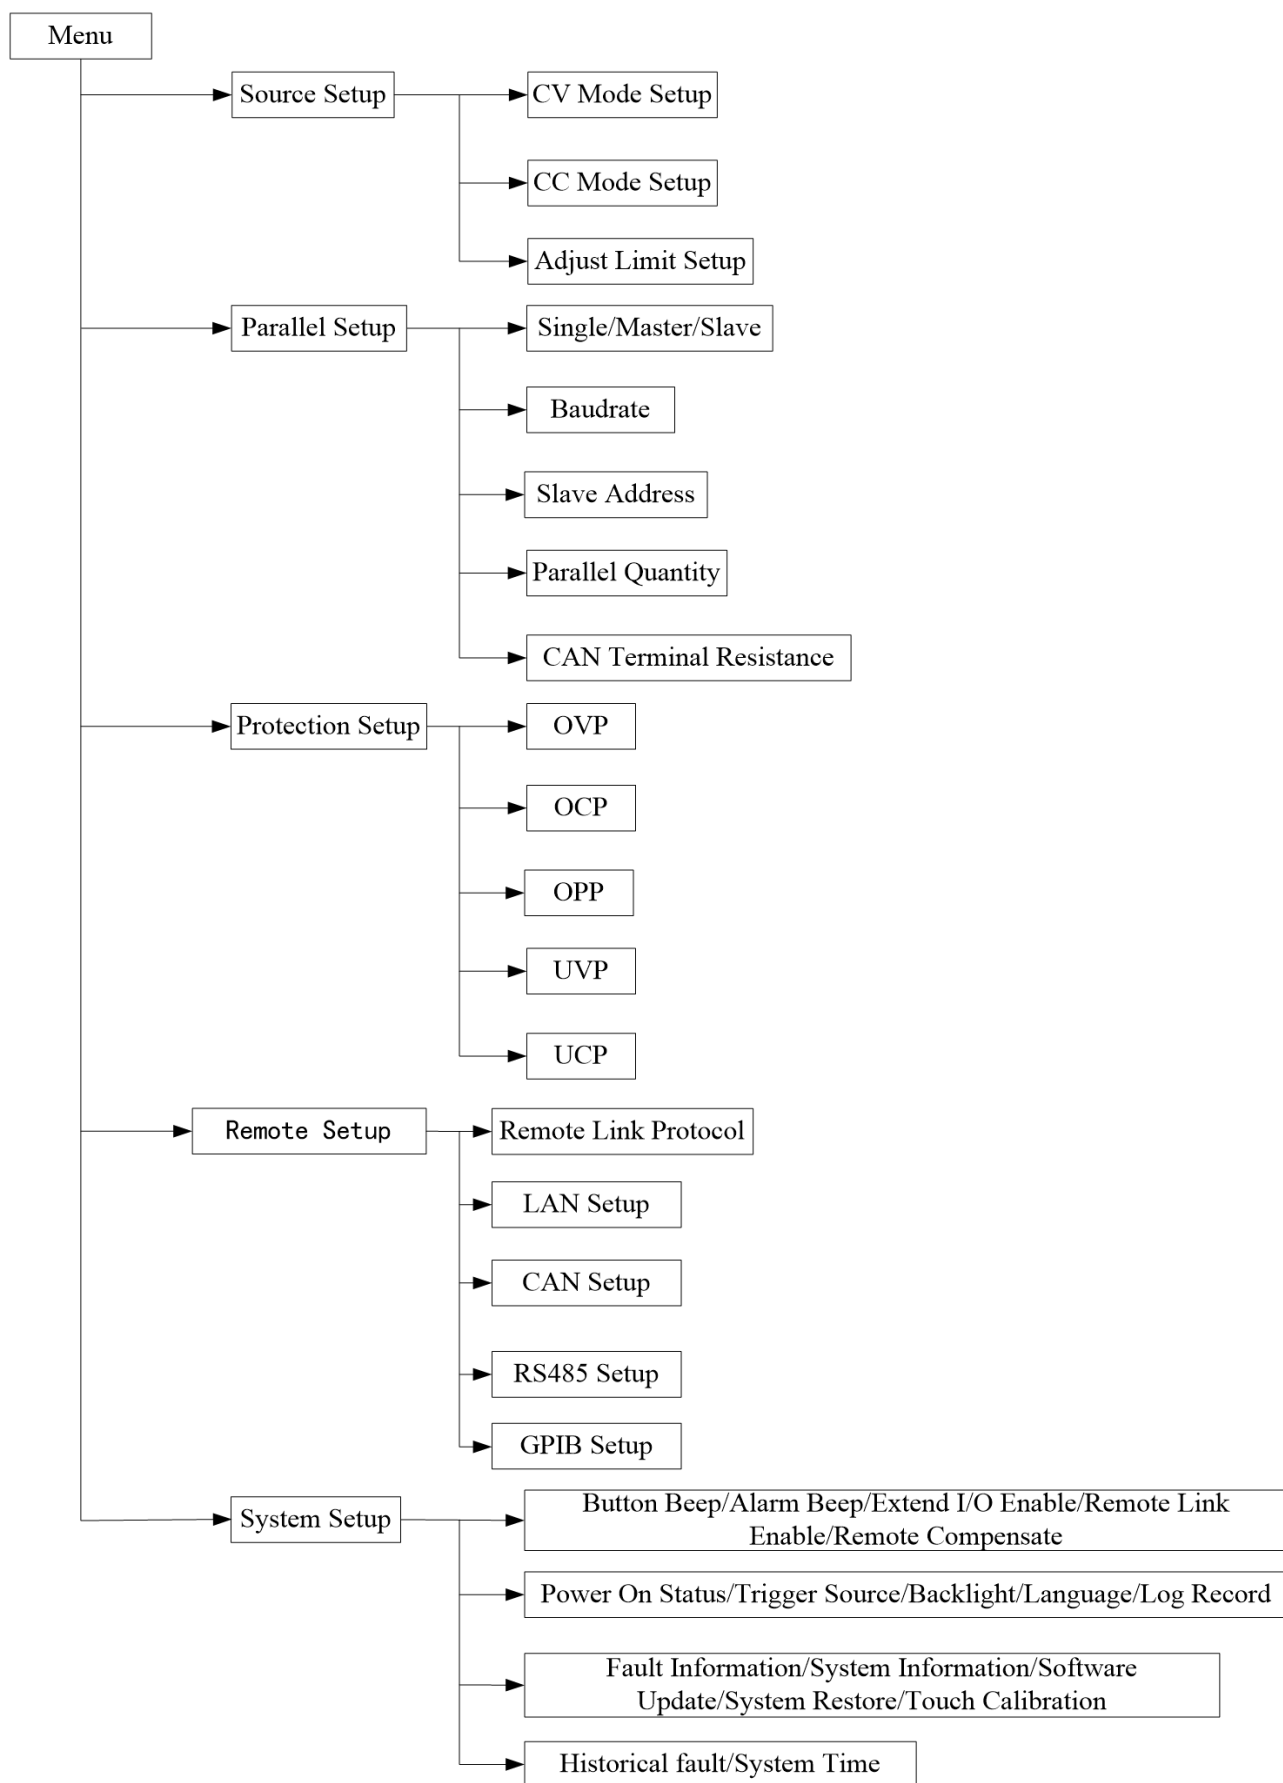 Menu
Source Setup
CV Mode Setup
CC Mode Setup
Adjust Limit Setup
Parallel Setup
Single/Master/Slave
Baudrate
Slave Address
Parallel Quantity
CAN Terminal Resistance
Protection Setup
OVP
OCP
OPP
UVP
UCP
Remote Setup
Remote Link Protocol
LAN Setup
CAN Setup
RS485 Setup
GPIB Setup
System Setup
Button Beep/Alarm Beep/Extend I/O Enable/Remote Link
Enable/Remote Compensate
Power On Status/Trigger Source/Backlight/Language/Log Record
Fault Information/System Information/Software
Update/System Restore/Touch Calibration
Historical fault/System Time